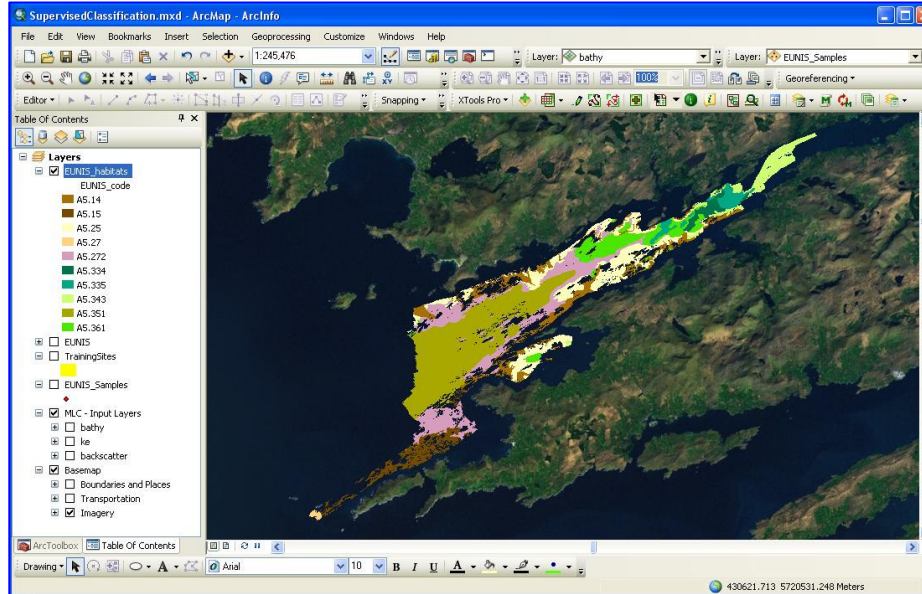 SupervisedClassification.mxd - ArcMap - ArcInfo
File Edit View Bookmarks Insert Selection Geoprocessing Customize Windows Help
1:245,476 Layer: bathy Layer: EUNIS_Samples
100% Georeferencing
Editor Snapping XTools Pro
Table Of Contents
Layers
EUNIS_habitats
EUNIS_code
A5.14
A5.15
A5.25
A5.27
A5.272
A5.334
A5.335
A5.343
A5.351
A5.361
EUNIS
TrainingSites
EUNIS_Samples
MLC - Input Layers
bathy
ke
backscatter
Basemap
Boundaries and Places
Transportation
Imagery
ArcToolbox Table Of Contents
Drawing A Arial 10 B I U A
430621.713 5720531.248 Meters